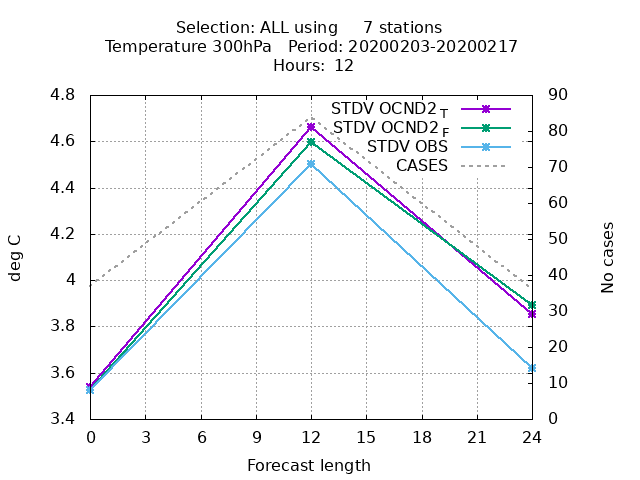 Selection: ALL using     7 stations
Temperature 300hPa   Period: 20200203-20200217
Hours: 12
4.8
4.6
4.4
4.2
4
3.8
3.6
3.4
deg C
STDV OCND2 T
STDV OCND2 F
STDV OBS
CASES
90
80
70
60
50
40
30
20
10
0
No cases
0 3 6 9 12 15 18 21 24
Forecast length